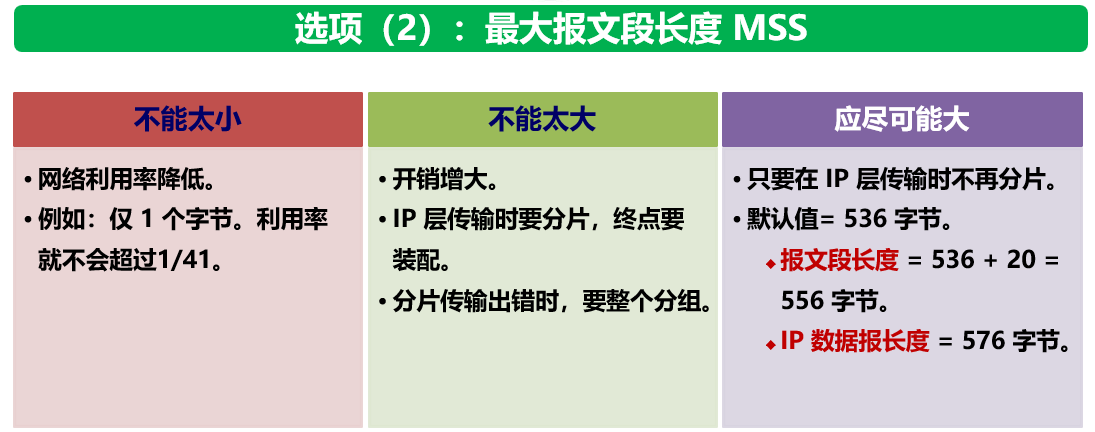 选项（2）：最大报文段长度 MSS
不能太小
• 网络利用率降低。
• 例如：仅 1 个字节。利用率
就不会超过1/41。
不能太大
• 开销增大。
• IP 层传输时要分片，终点要
装配。
• 分片传输出错时，要整个分组。
应尽可能大
• 只要在 IP 层传输时不再分片。
• 默认值= 536 字节。
◆ 报文段长度 = 536 + 20 =
556 字节。
◆ IP 数据报长度 = 576 字节。